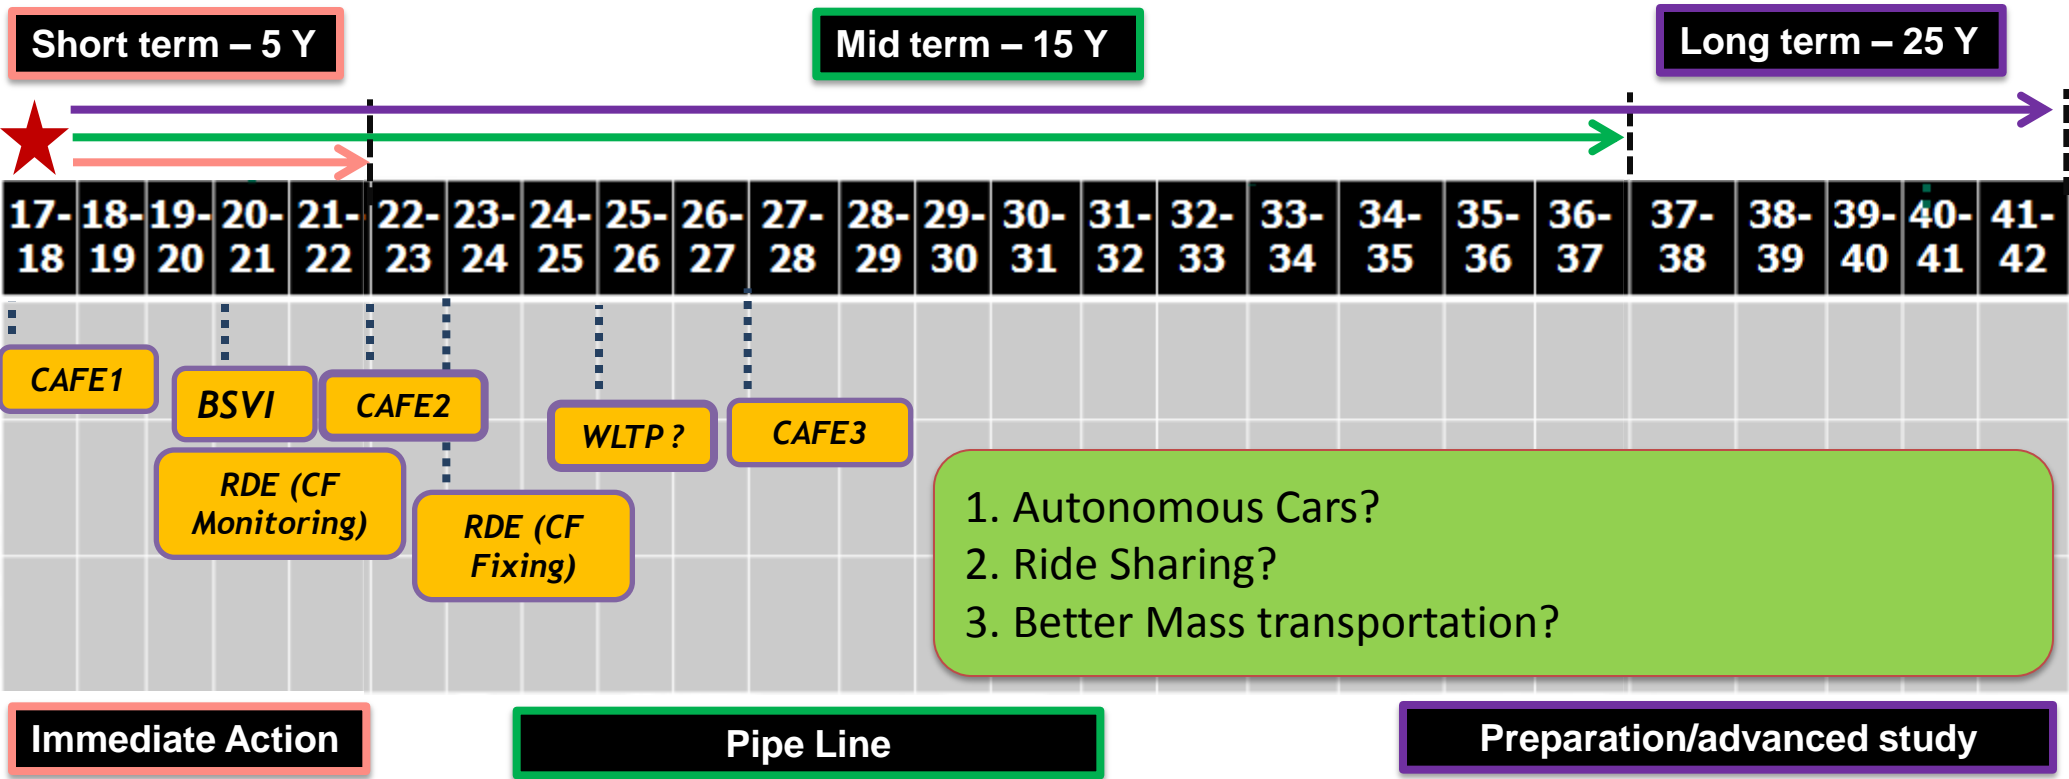 Short term – 5 Y
Mid term – 15 Y
Long term – 25 Y
17-18 18-19 19-20 20-21 21-22 22-23 23-24 24-25 25-26 26-27 27-28 28-29 29-30 30-31 31-32 32-33 33-34 34-35 35-36 36-37 37-38 38-39 39-40 40-41 41-42
CAFE1
BSVI
CAFE2
WLTP ?
CAFE3
RDE (CF
Monitoring)
RDE (CF
Fixing)
1. Autonomous Cars?
2. Ride Sharing?
3. Better Mass transportation?
Immediate Action
Pipe Line
Preparation/advanced study